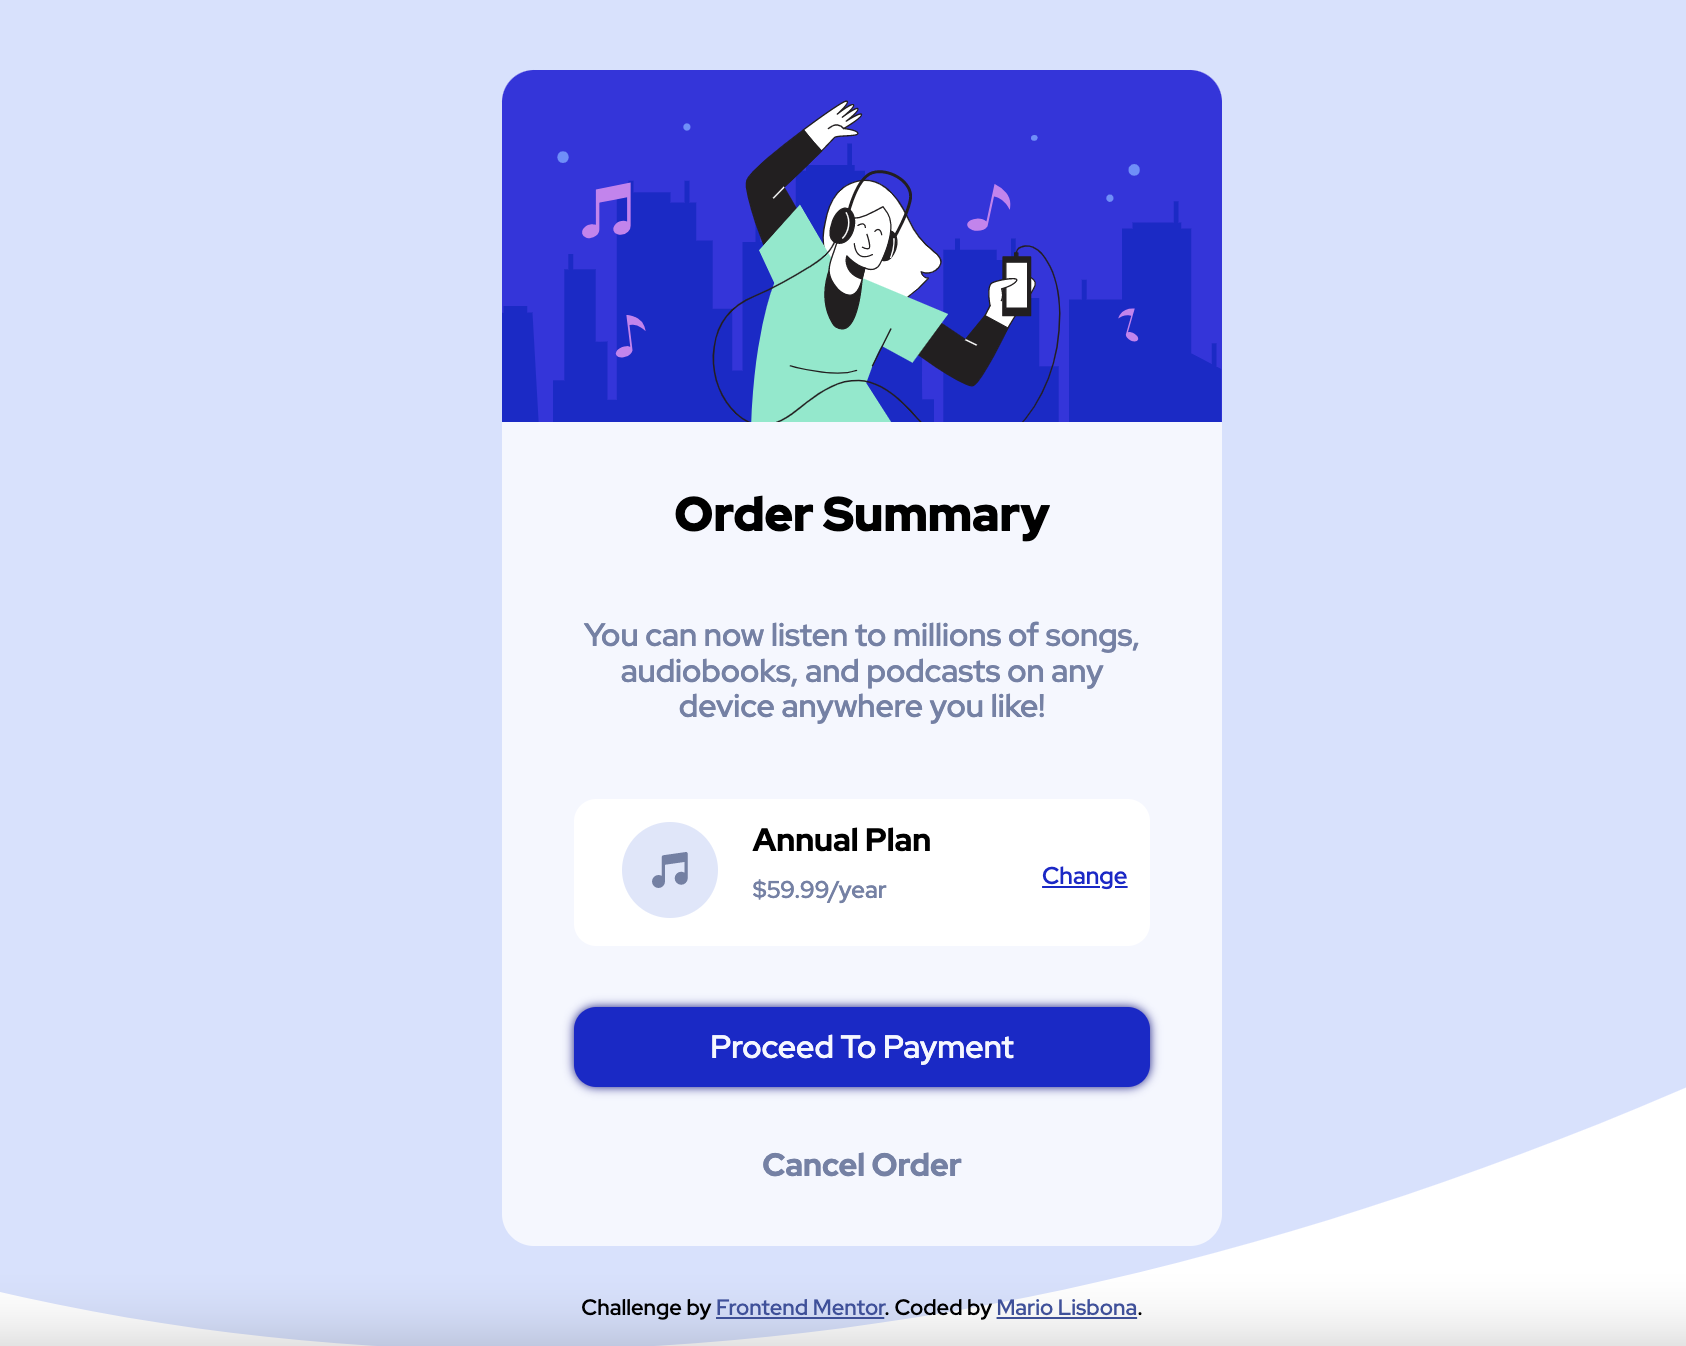 Order Summary
You can now listen to millions of songs,
audiobooks, and podcasts on any
device anywhere you like!
Annual Plan
$59.99/year
Change
Proceed To Payment
Cancel Order
Challenge by Frontend Mentor. Coded by Mario Lisbona.